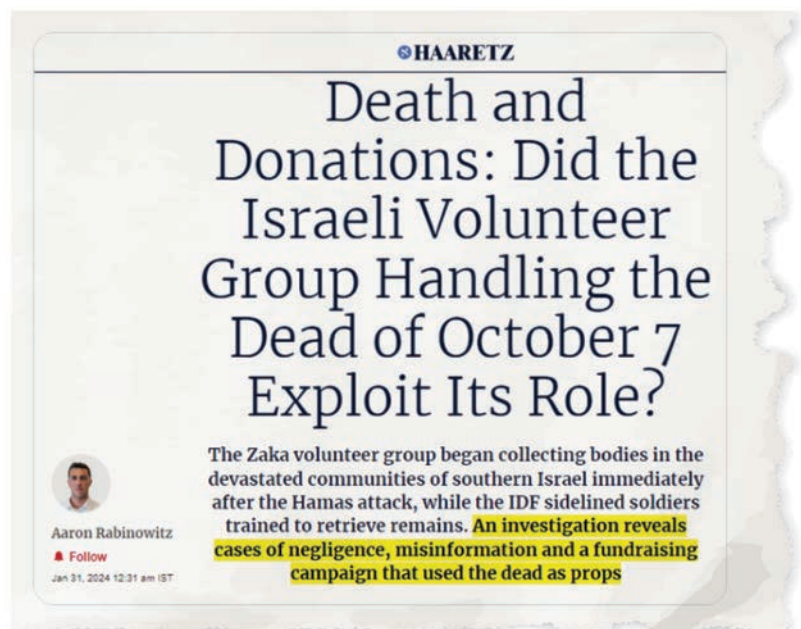 HAARETZ
Death and
Donations: Did the
Israeli Volunteer
Group Handling the
Dead of October 7
Exploit Its Role?
The Zaka volunteer group began collecting bodies in the
devastated communities of southern Israel immediately
after the Hamas attack, while the IDF sidelined soldiers
trained to retrieve remains. An investigation reveals
cases of negligence, misinformation and a fundraising
campaign that used the dead as props
Aaron Rabinowitz
Follow
Jan 31, 2024 12:31 am IST